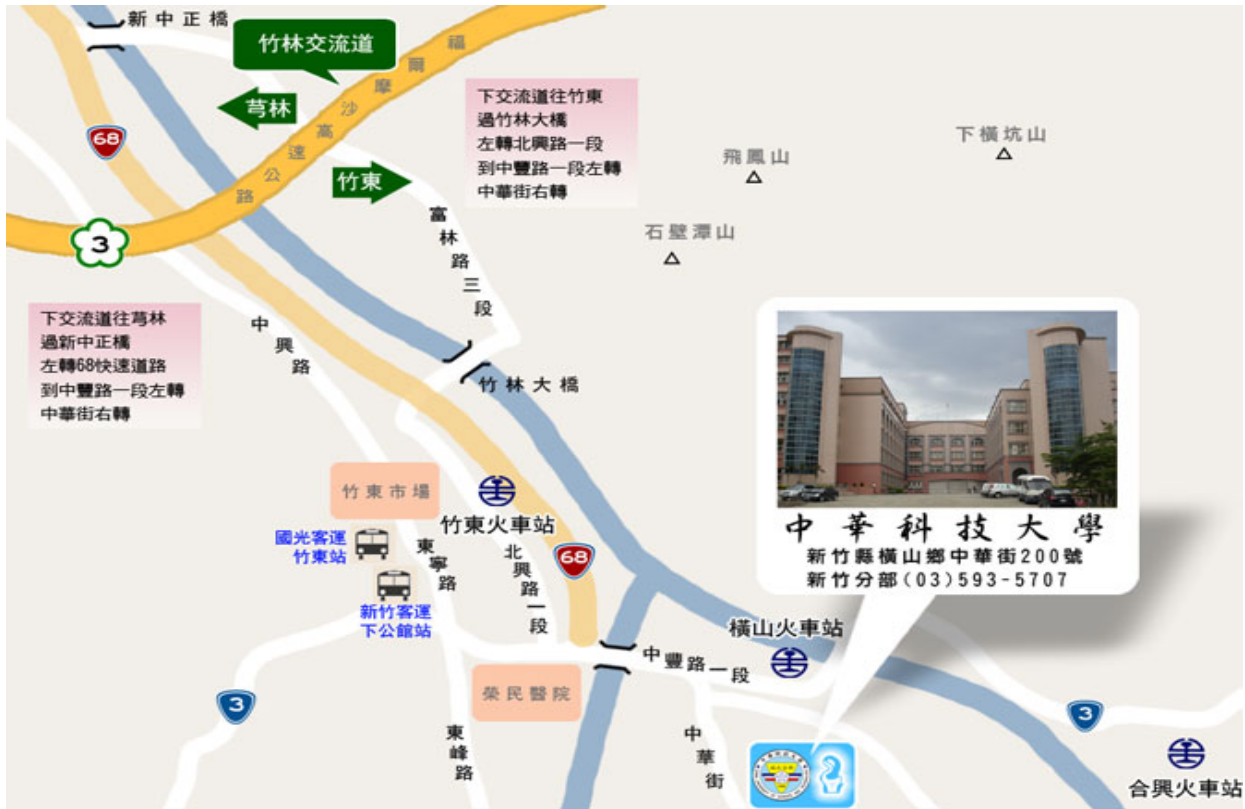 新中正橋
竹林交流道
福爾摩沙高速公路
芎林
68
竹東
3
下交流道往竹東
過竹林大橋
左轉北興路一段
到中豐路一段左轉
中華街右轉
下橫坑山
飛鳳山
石壁潭山
富林路三段
下交流道往芎林
過新中正橋
左轉68快速道路
到中豐路一段左轉
中華街右轉
中興路
竹林大橋
竹東市場
竹東火車站
國光客運
竹東站
新竹客運
下公館站
東寧路
北興路一段
68
中華科技大學
新竹縣橫山鄉中華街200號
新竹分部(03)593-5707
橫山火車站
中豐路一段
榮民醫院
3
東峰路
中華街
3
合興火車站